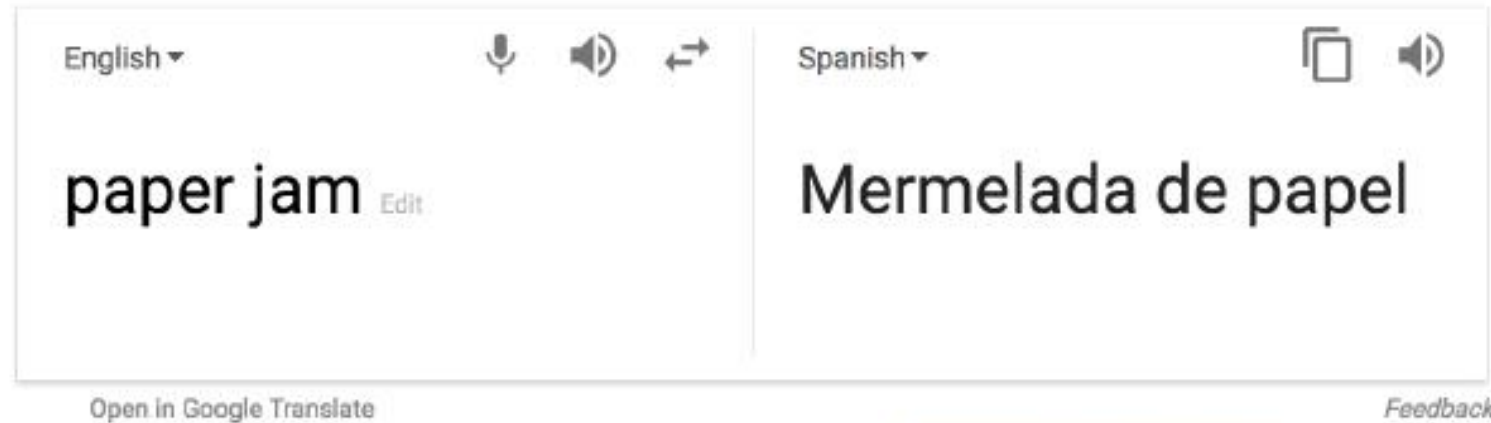 English
Spanish
paper jam Edit
Mermelada de papel
Open in Google Translate
Feedback